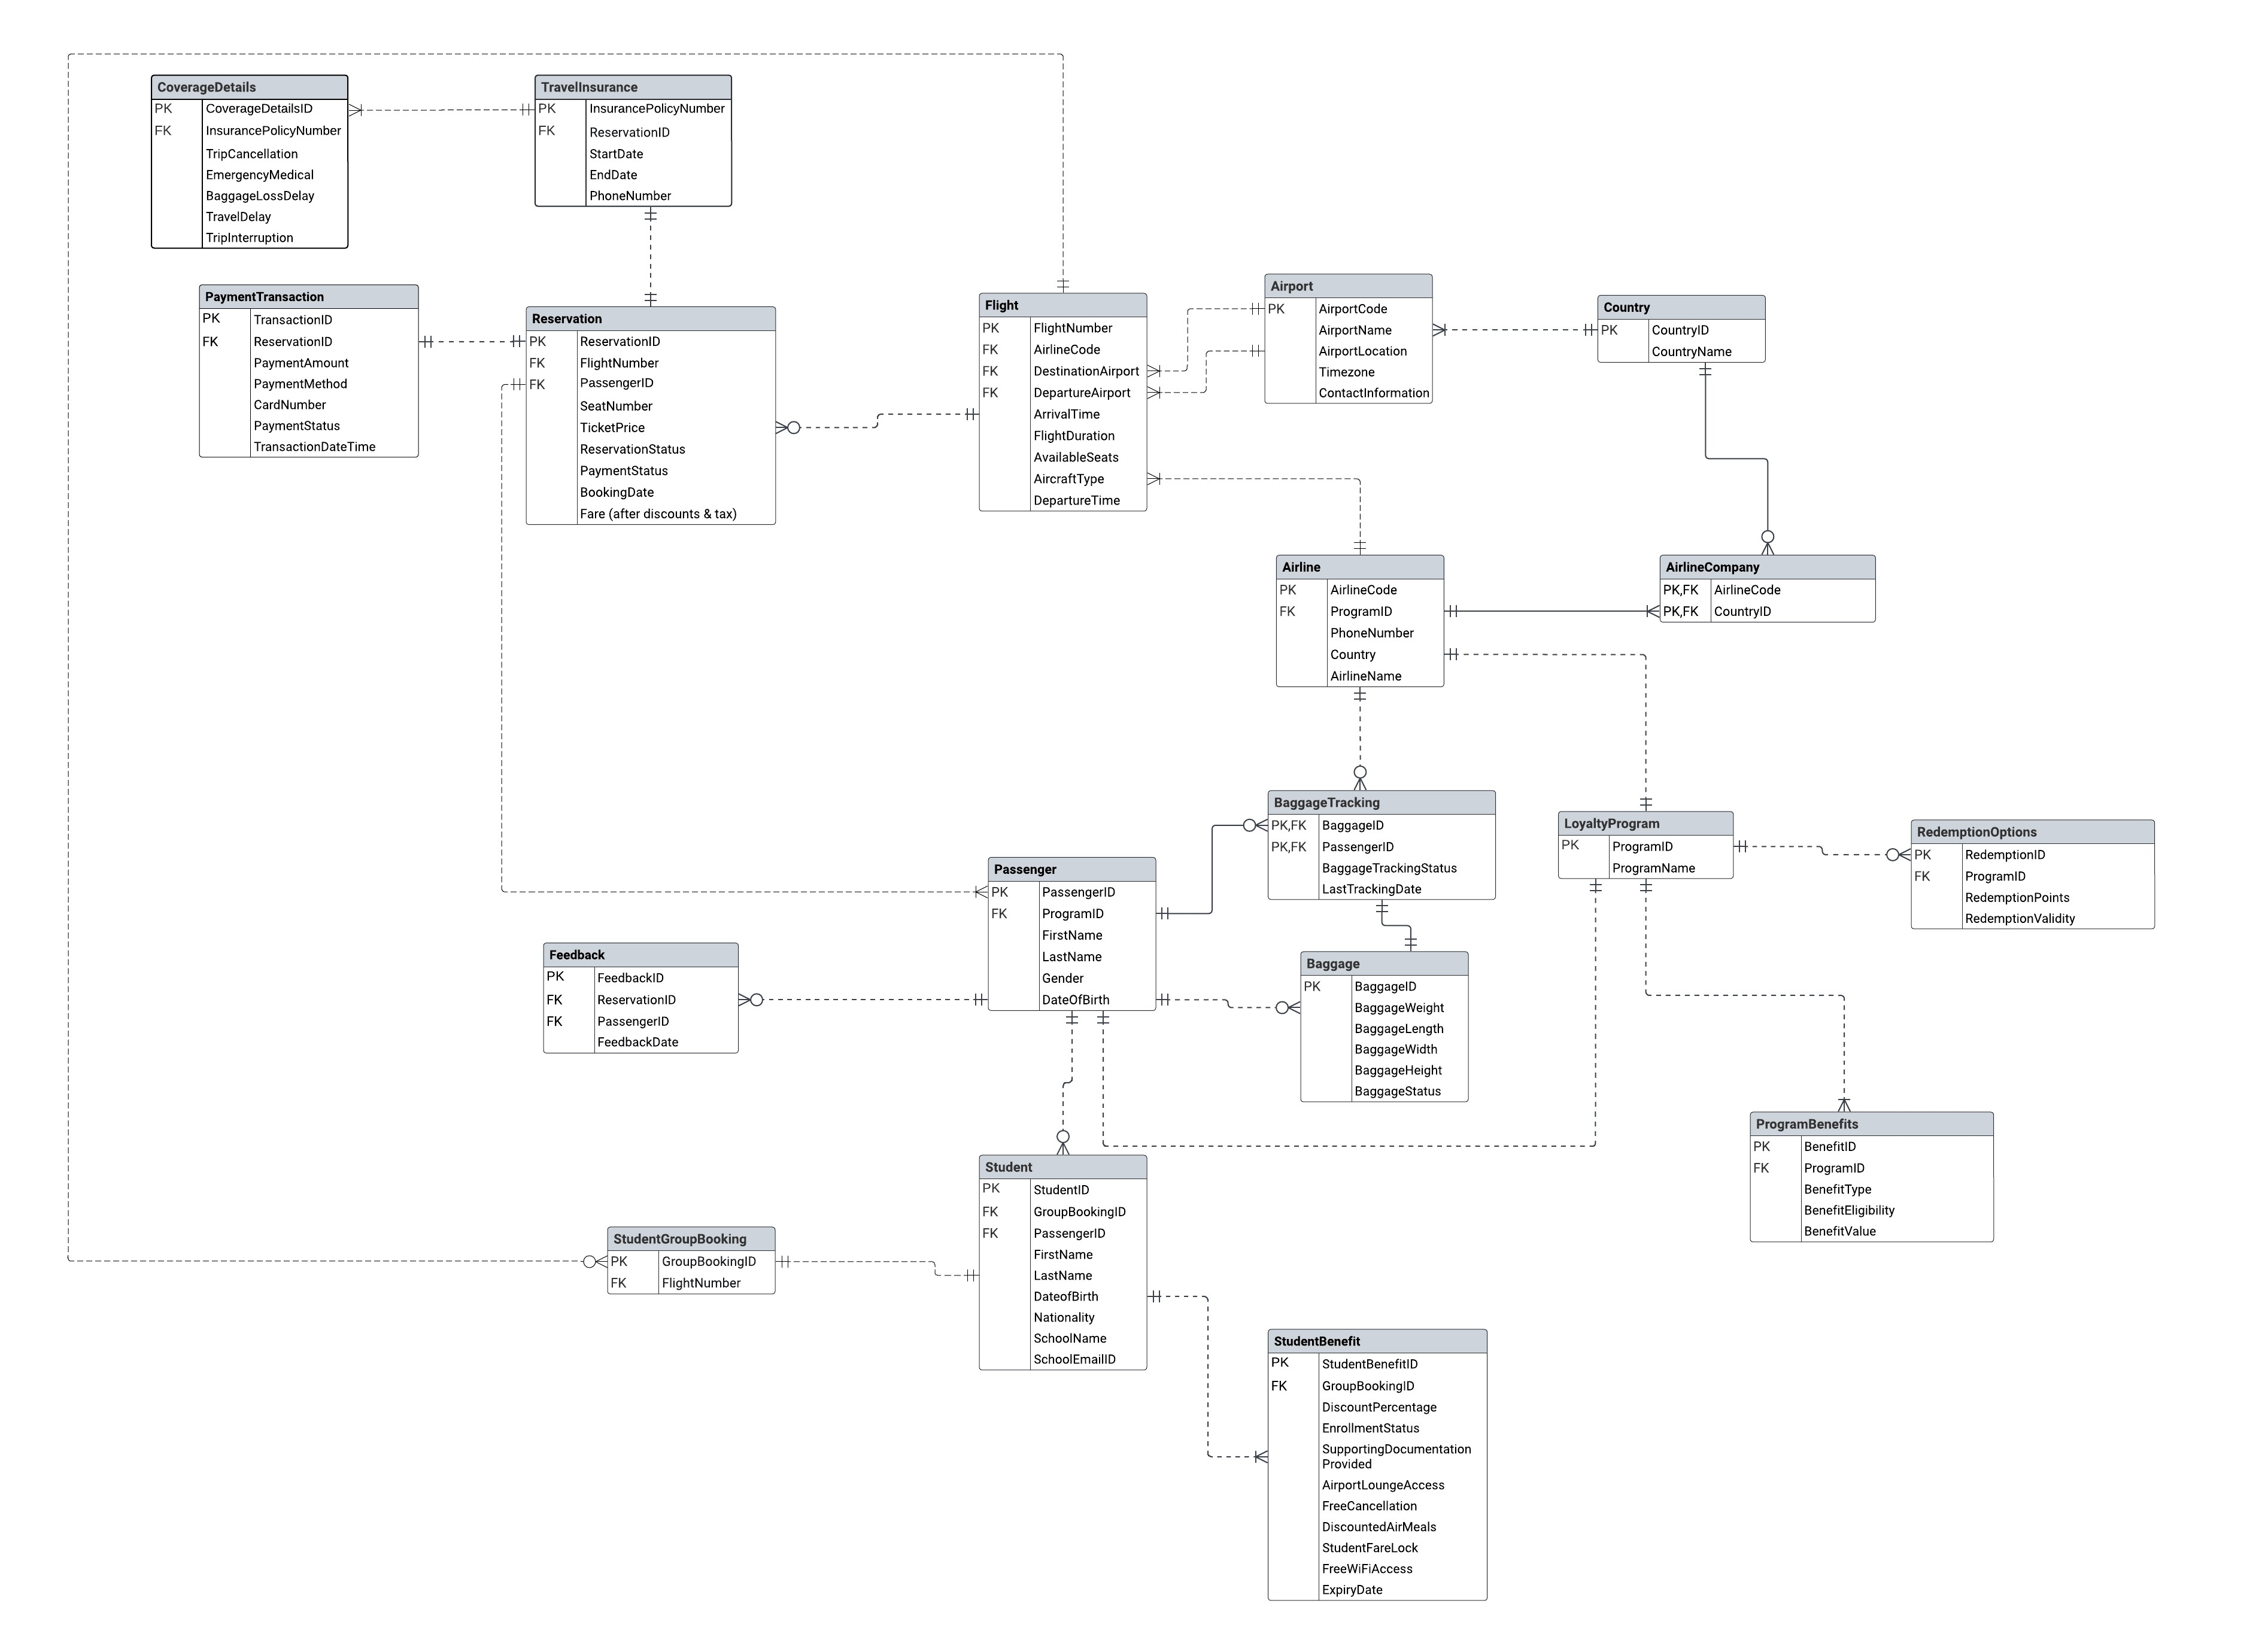 CoverageDetails
PK CoverageDetailsID
FK InsurancePolicyNumber
TripCancellation
EmergencyMedical
BaggageLossDelay
TravelDelay
TripInterruption
TravelInsurance
PK InsurancePolicyNumber
FK ReservationID
StartDate
EndDate
PhoneNumber
PaymentTransaction
PK TransactionID
FK ReservationID
PaymentAmount
PaymentMethod
CardNumber
PaymentStatus
TransactionDateTime
Reservation
PK ReservationID
FK FlightNumber
FK PassengerID
SeatNumber
TicketPrice
ReservationStatus
PaymentStatus
BookingDate
Fare (after discounts & tax)
Flight
PK FlightNumber
FK AirlineCode
FK DestinationAirport
FK DepartureAirport
ArrivalTime
FlightDuration
AvailableSeats
AircraftType
DepartureTime
Airport
PK AirportCode
AirportName
AirportLocation
Timezone
ContactInformation
Country
PK CountryID
CountryName
Airline
PK AirlineCode
FK ProgramID
PhoneNumber
Country
AirlineName
AirlineCompany
PK,FK AirlineCode
PK,FK CountryID
BaggageTracking
PK,FK BaggageID
PK,FK PassengerID
BaggageTrackingStatus
LastTrackingDate
LoyaltyProgram
PK ProgramID
ProgramName
RedemptionOptions
PK RedemptionID
FK ProgramID
RedemptionPoints
RedemptionValidity
Passenger
PK PassengerID
FK ProgramID
FirstName
LastName
Gender
DateOfBirth
Feedback
PK FeedbackID
FK ReservationID
FK PassengerID
FeedbackDate
Baggage
PK BaggageID
BaggageWeight
BaggageLength
BaggageWidth
BaggageHeight
BaggageStatus
ProgramBenefits
PK BenefitID
FK ProgramID
BenefitType
BenefitEligibility
BenefitValue
Student
PK StudentID
FK GroupBookingID
FK PassengerID
FirstName
LastName
DateofBirth
Nationality
SchoolName
SchoolEmailID
StudentGroupBooking
PK GroupBookingID
FK FlightNumber
StudentBenefit
PK StudentBenefitID
FK GroupBookingID
DiscountPercentage
EnrollmentStatus
SupportingDocumentation
Provided
AirportLoungeAccess
FreeCancellation
DiscountedAirMeals
StudentFareLock
FreeWiFiAccess
ExpiryDate